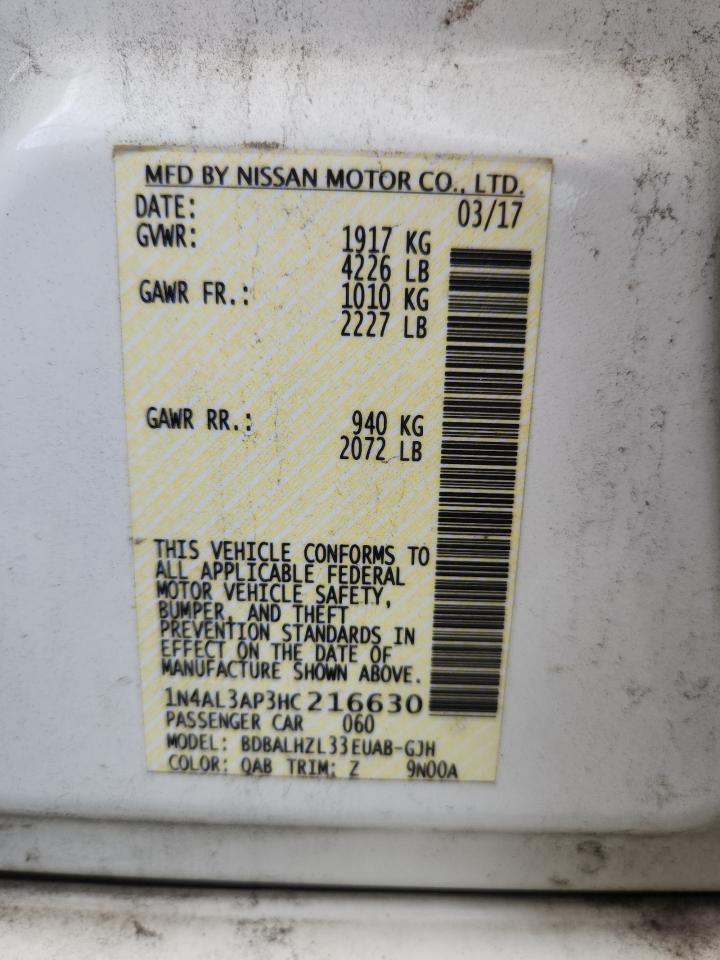 MFD BY NISSAN MOTOR CO., LTD.
DATE: 03/17
GVWR: 1917 KG
4226 LB
GAWR FR.: 1010 KG
2227 LB
GAWR RR.: 940 KG
2072 LB
THIS VEHICLE CONFORMS TO
ALL APPLICABLE FEDERAL
MOTOR VEHICLE SAFETY,
BUMPER, AND THEFT
PREVENTION STANDARDS IN
EFFECT ON THE DATE OF
MANUFACTURE SHOWN ABOVE.
1N4AL3AP3HC216630
PASSENGER CAR 060
MODEL: BDBALHZL33EUAB-GJH
COLOR: QAB TRIM: Z 9N00A